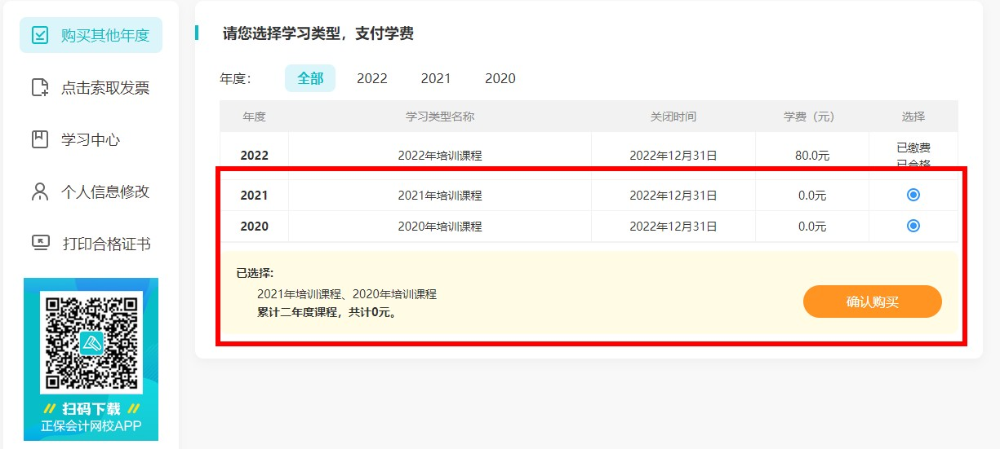 购买其他年度
点击索取发票
学习中心
个人信息修改
打印合格证书
扫码下载
正保会计网校APP
请您选择学习类型，支付学费
年度： 全部 2022 2021 2020
年度 学习类型名称 关闭时间 学费（元） 选择
2022 2022年培训课程 2022年12月31日 80.0元 已缴费
已合格
2021 2021年培训课程 2022年12月31日 0.0元
2020 2020年培训课程 2022年12月31日 0.0元
已选择:
2021年培训课程、2020年培训课程
累计二年度课程，共计0元。
确认购买